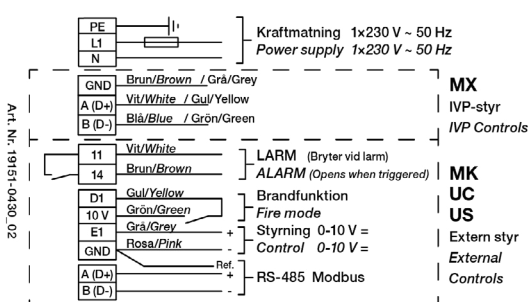 PE
L1
N
Kraftmatning 1x230 V ~ 50 Hz
Power supply 1x230 V ~ 50 Hz
GND Brun/Brown / Grå/Grey
A (D+) Vit/White / Gul/Yellow
B (D-) Blå/Blue / Grön/Green
MX
IVP-styr
IVP Controls
Art. Nr. 19151-0430_02
11 Vit/White
14 Brun/Brown
LARM (Bryter vid larm)
ALARM (Opens when triggered)
D1 Gul/Yellow
10 V Grön/Green
Brandfunktion
Fire mode
E1 Grå/Grey +
GND Rosa/Pink -
Styrning 0-10 V =
Control 0-10 V =
Ref.
A (D+) +
B (D-) -
RS-485 Modbus
MK
UC
US
Extern styr
External
Controls